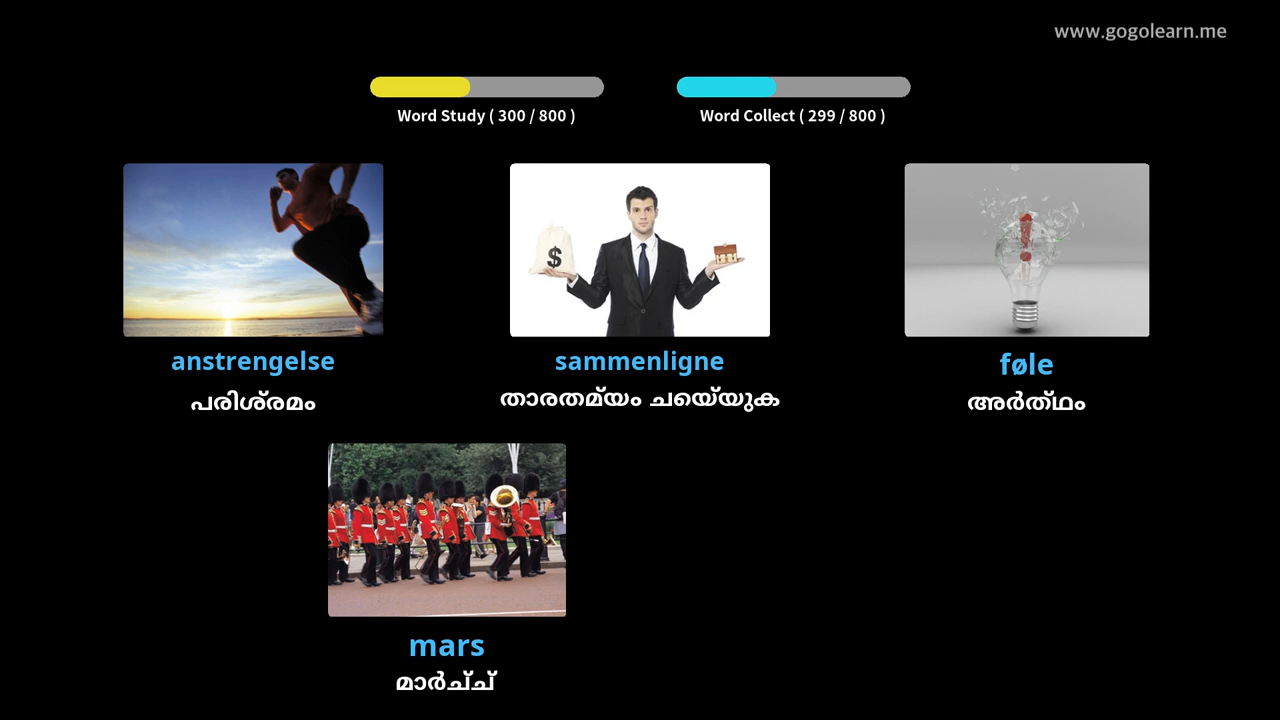 www.gogolearn.me
Word Study ( 300 / 800 )
Word Collect ( 299 / 800 )
anstrengelse
sammenligne
føle
പരിശ്രമം
താരതമ്യം ചയ്യെുക
അർത്ഥം
mars
മാർച്ച്